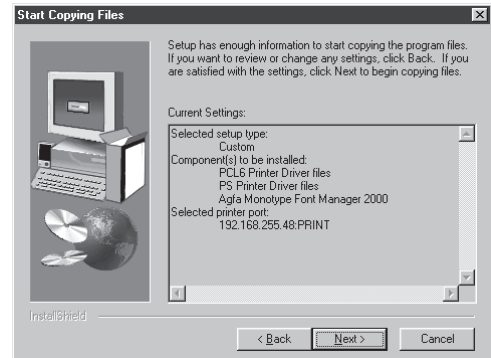 Start Copying Files
Setup has enough information to start copying the program files.
If you want to review or change any settings, click Back. If you
are satisfied with the settings, click Next to begin copying files.
Current Settings:
Selected setup type:
Custom
Component(s) to be installed:
PCL6 Printer Driver files
PS Printer Driver files
Agfa Monotype Font Manager 2000
Selected printer port:
192.168.255.48:PRINT
InstallShield
< Back
Next >
Cancel